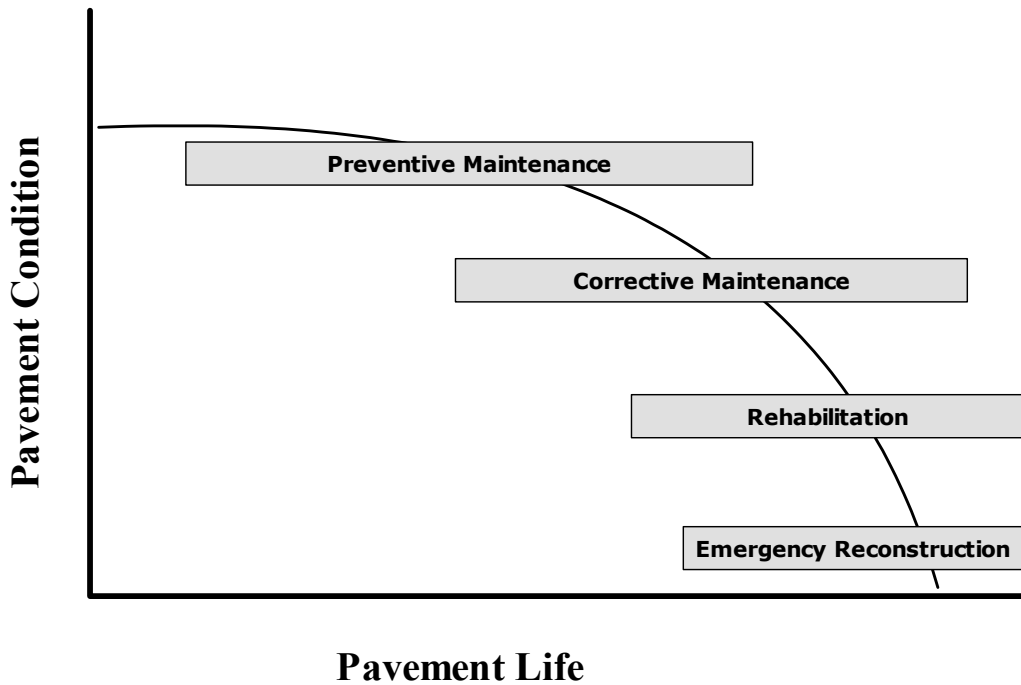 Pavement Condition
Preventive Maintenance
Corrective Maintenance
Rehabilitation
Emergency Reconstruction
Pavement Life